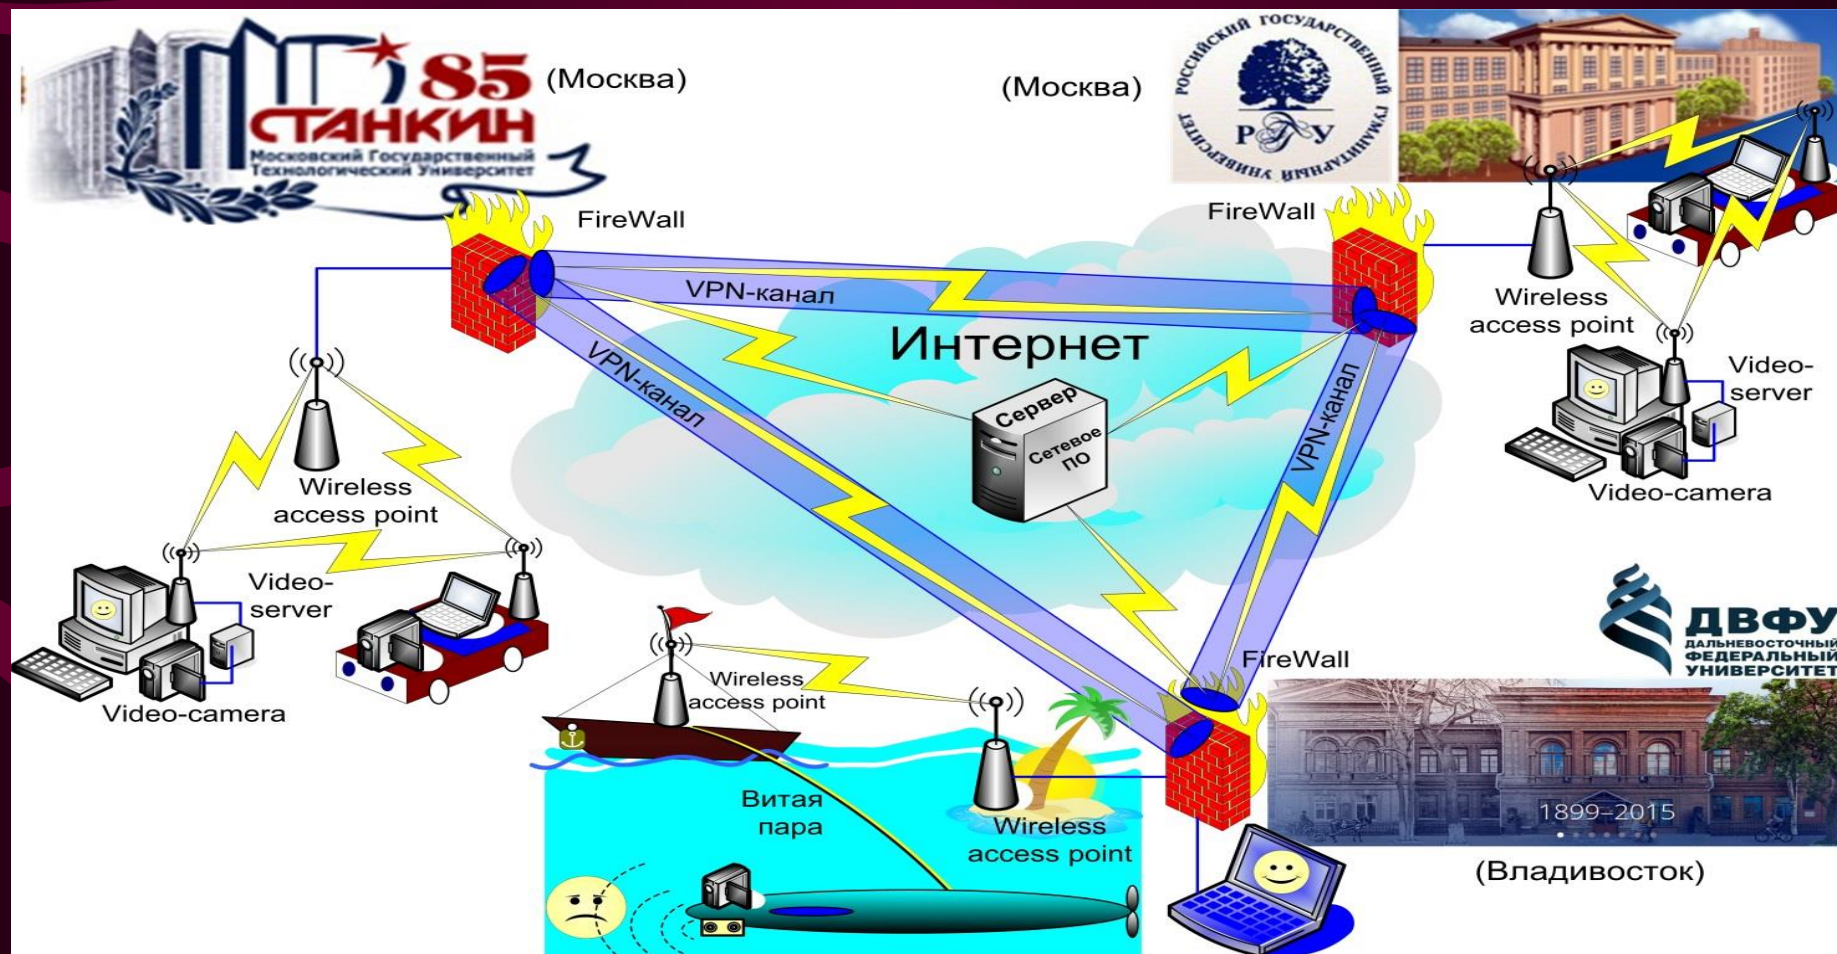 85
СТАНКИН
Московский Государственный
Технологический Университет
(Москва)
(Москва)
РОССИЙСКИЙ ГОСУДАРСТВЕННЫЙ ГУМАНИТАРНЫЙ УНИВЕРСИТЕТ
РГГУ
FireWall
FireWall
VPN-канал
Интернет
VPN-канал
VPN-канал
Сервер
Сетевое
ПО
Wireless
access point
Video-
server
Video-camera
Wireless
access point
Video-
server
Video-camera
ДВФУ
ДАЛЬНЕВОСТОЧНЫЙ
ФЕДЕРАЛЬНЫЙ
УНИВЕРСИТЕТ
FireWall
Wireless
access point
Витая
пара
Wireless
access point
1899–2015
(Владивосток)